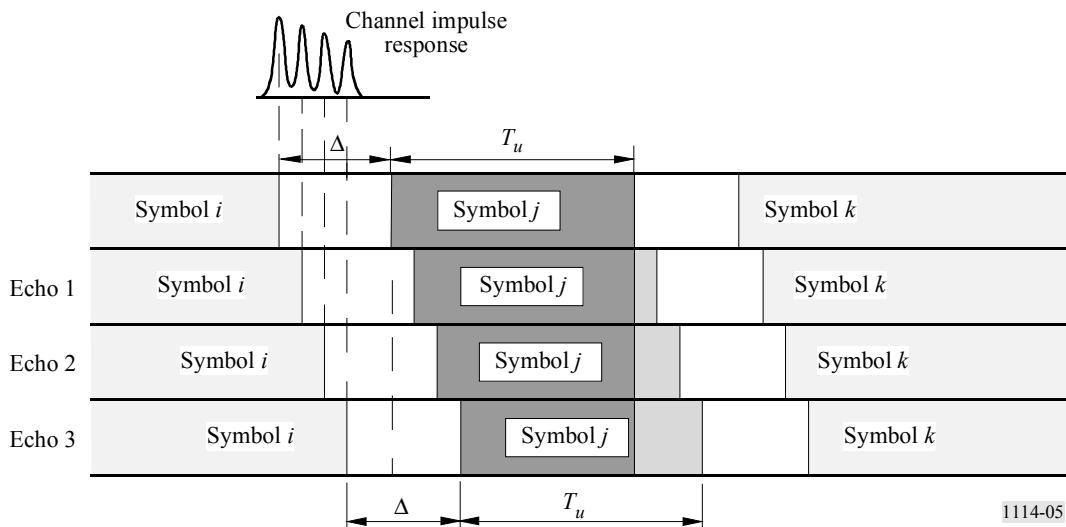 Channel impulse
response
Δ
T_u
Symbol i
Symbol j
Symbol k
Echo 1
Symbol i
Symbol j
Symbol k
Echo 2
Symbol i
Symbol j
Symbol k
Echo 3
Symbol i
Symbol j
Symbol k
Δ
T_u
1114-05